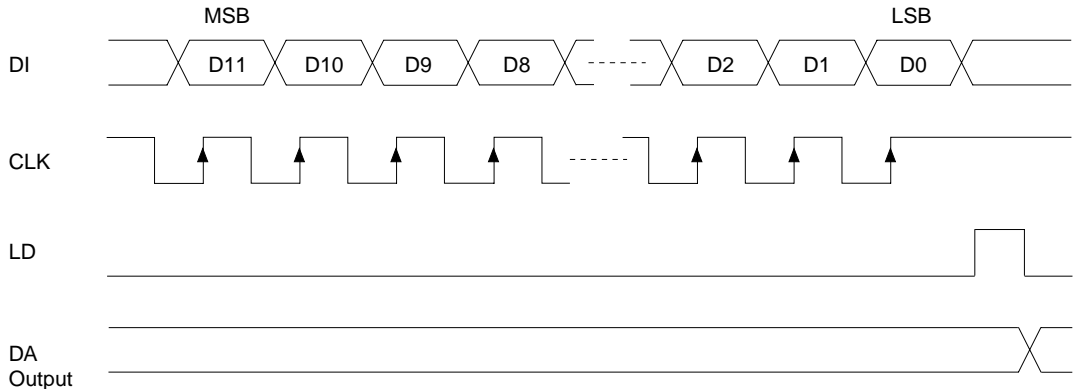 MSB LSB
DI D11 D10 D9 D8 D2 D1 D0
CLK
LD
DA
Output